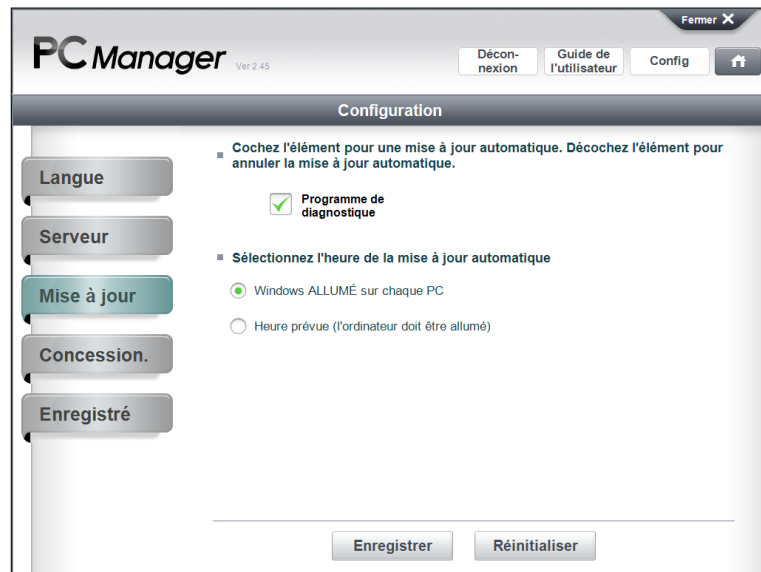 Fermer X
PC Manager Ver 2.45
Décon-
nexion
Guide de
l'utilisateur
Config
Configuration
Langue
Serveur
Mise à jour
Concession.
Enregistré
Cochez l'élément pour une mise à jour automatique. Décochez l'élément pour
annuler la mise à jour automatique.
Programme de
diagnostique
Sélectionnez l'heure de la mise à jour automatique
Windows ALLUMÉ sur chaque PC
Heure prévue (l'ordinateur doit être allumé)
Enregistrer
Réinitialiser